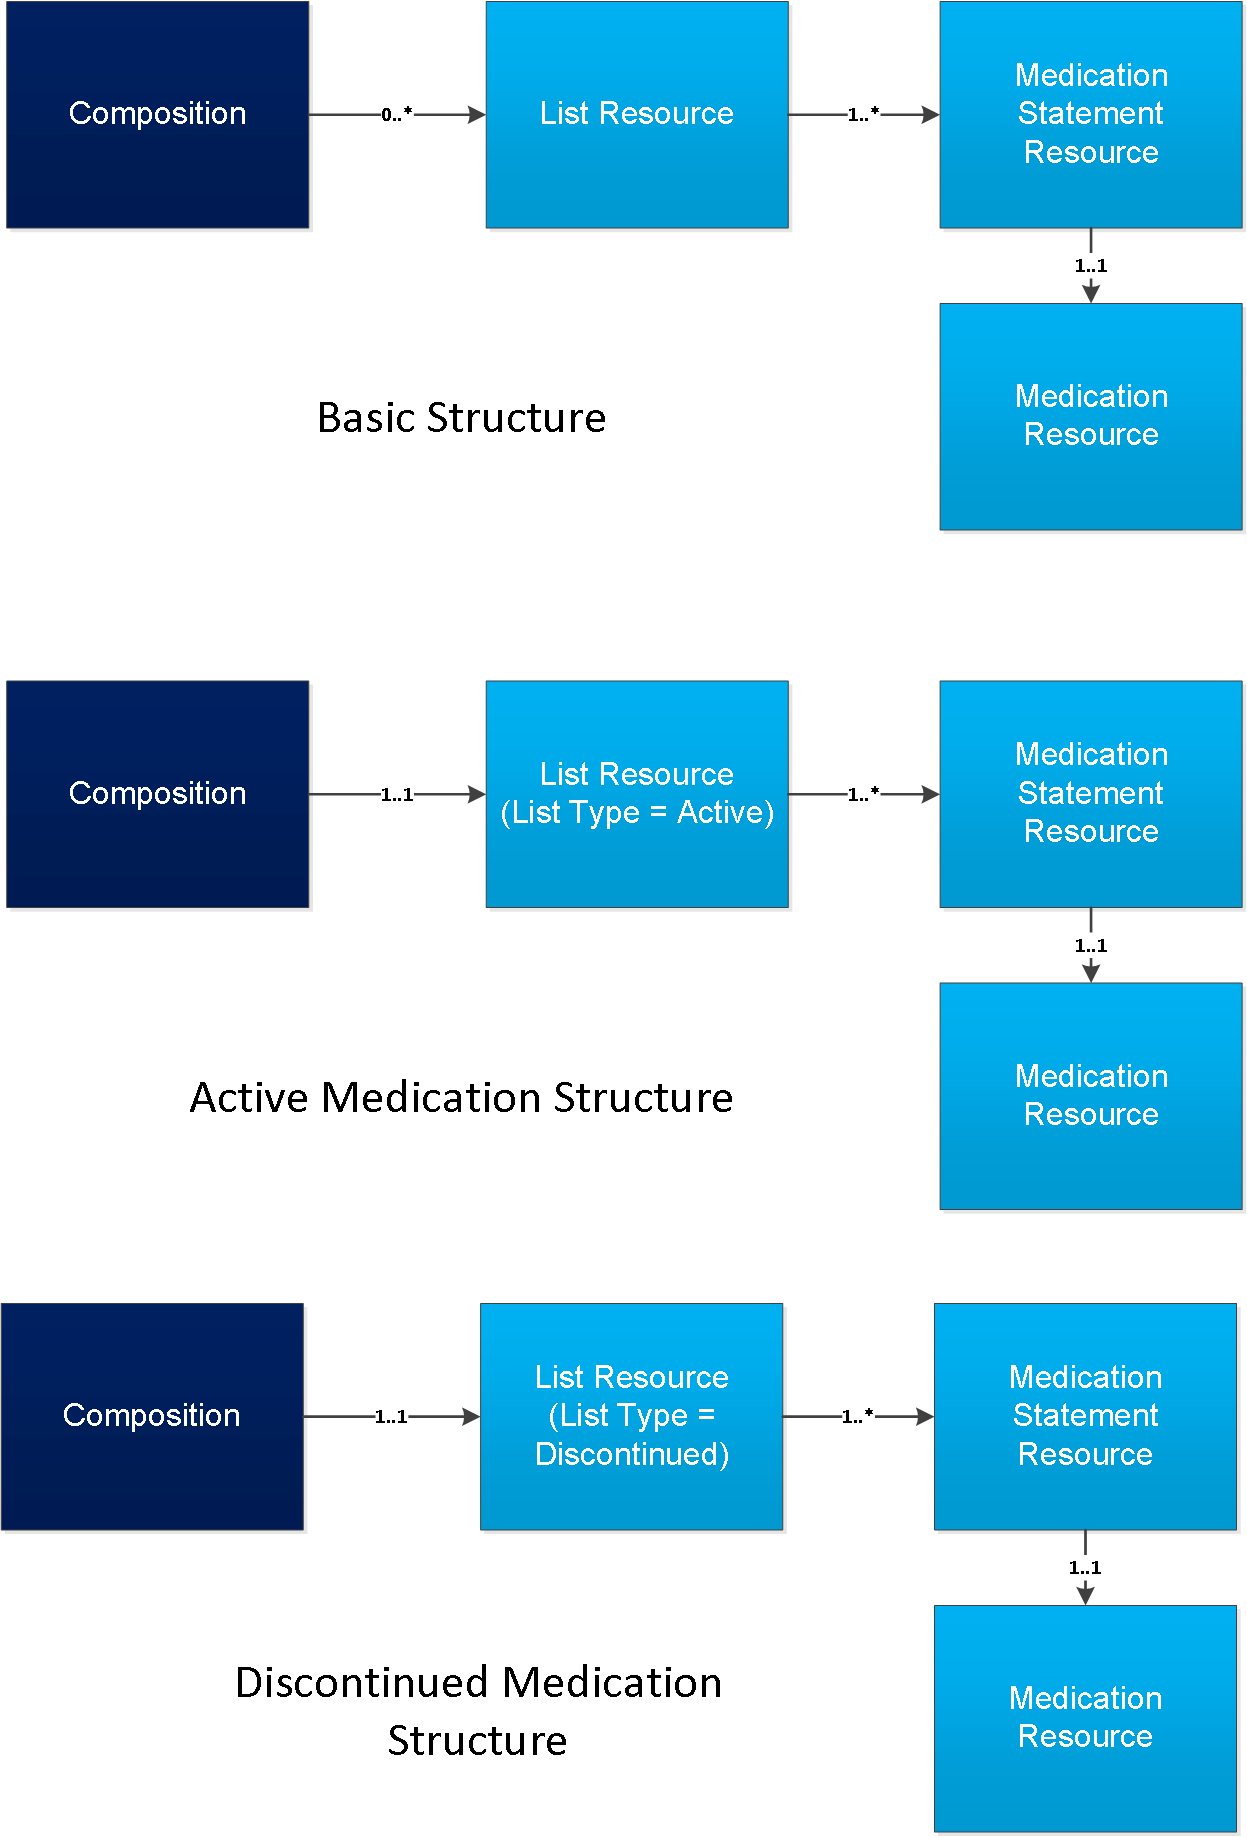 Composition
0..*
List Resource
1..*
Medication
Statement
Resource
1..1
Medication
Resource
Basic Structure
Composition
1..1
List Resource
(List Type = Active)
1..*
Medication
Statement
Resource
1..1
Medication
Resource
Active Medication Structure
Composition
1..1
List Resource
(List Type =
Discontinued)
1..*
Medication
Statement
Resource
1..1
Medication
Resource
Discontinued Medication
Structure